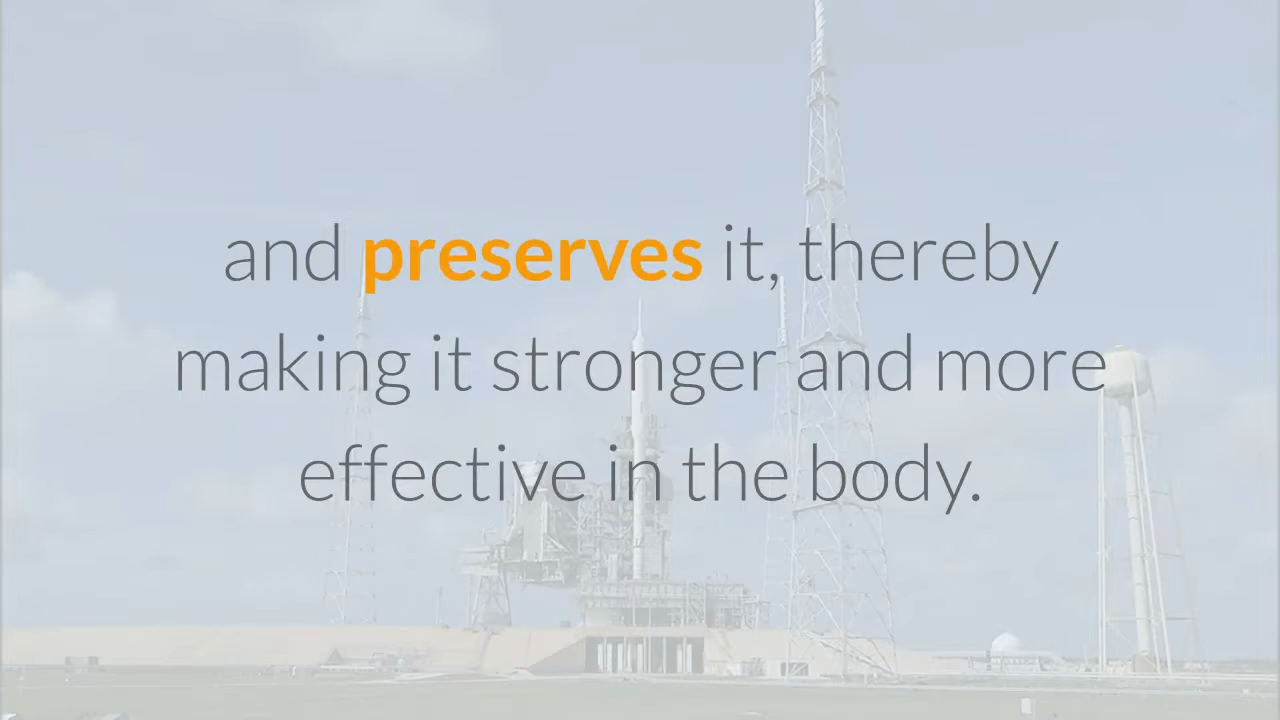 and preserves it, thereby
making it stronger and more
effective in the body.